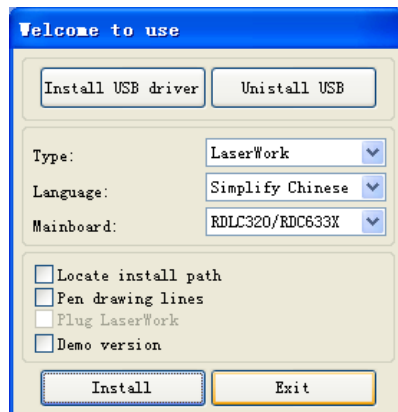 Welcome to use
Install USB driver Unistall USB
Type: LaserWork
Language: Simplify Chinese
Mainboard: RDLC320/RDC633X
Locate install path
Pen drawing lines
Plug LaserWork
Demo version
Install Exit